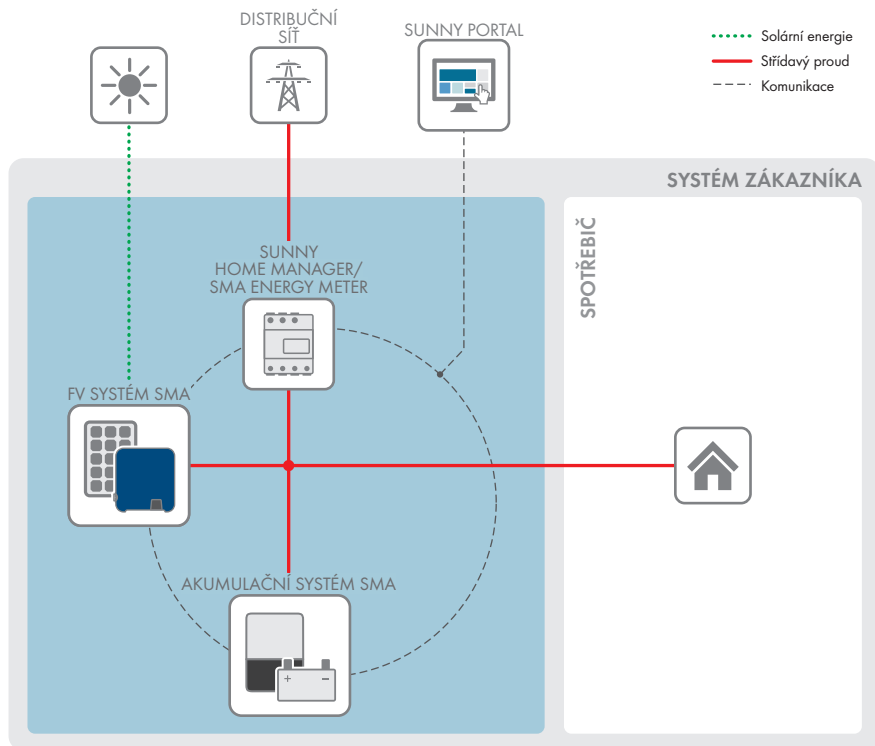 DISTRIBUČNÍ
SÍŤ
SUNNY PORTAL
Solární energie
Střídavý proud
Komunikace
SYSTÉM ZÁKAZNÍKA
SUNNY
HOME MANAGER/
SMA ENERGY METER
SPOTŘEBIČ
FV SYSTÉM SMA
AKUMULAČNÍ SYSTÉM SMA
+ −